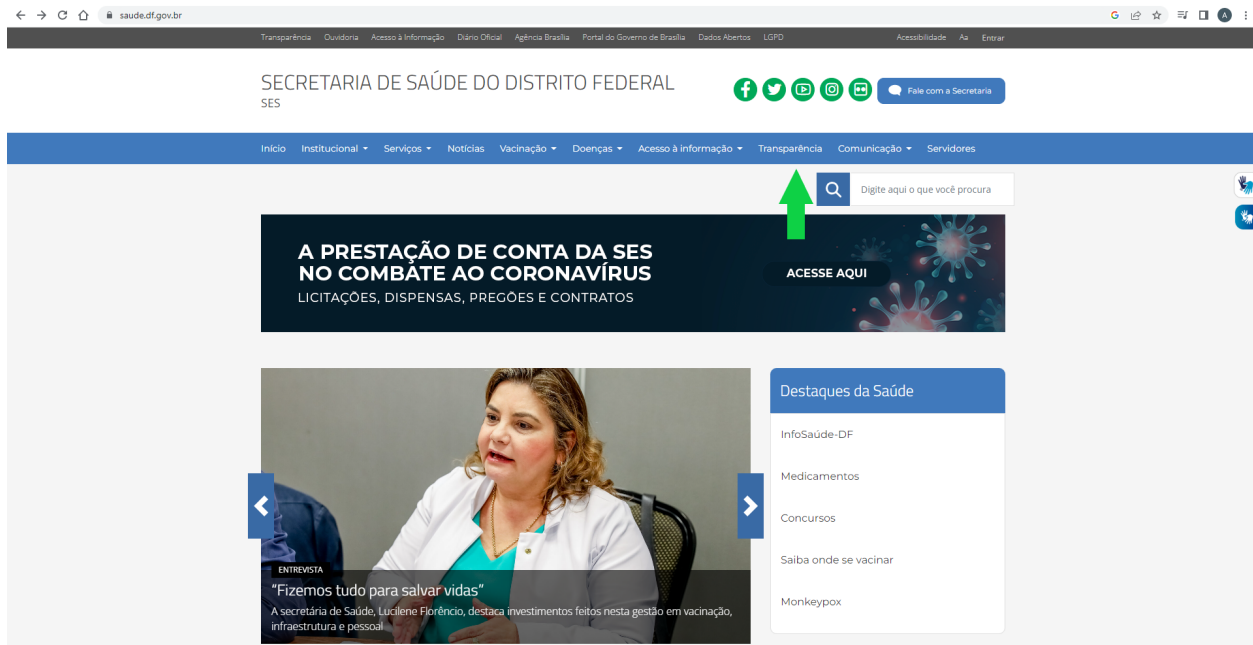 saude.df.gov.br
A
Transparência Ouvidoria Acesso à Informação Diário Oficial Agência Brasília Portal do Governo de Brasília Dados Abertos LGPD Acessibilidade Aa Entrar
SECRETARIA DE SAÚDE DO DISTRITO FEDERAL
SES
Fale com a Secretaria
Início Institucional Serviços Notícias Vacinação Doenças Acesso à informação Transparência Comunicação Servidores
Digite aqui o que você procura
A PRESTAÇÃO DE CONTA DA SES
NO COMBATE AO CORONAVÍRUS
LICITAÇÕES, DISPENSAS, PREGÕES E CONTRATOS
ACESSE AQUI
ENTREVISTA
“Fizemos tudo para salvar vidas”
A secretária de Saúde, Lucilene Florêncio, destaca investimentos feitos nesta gestão em vacinação,
infraestrutura e pessoal
Destaques da Saúde
InfoSaúde-DF
Medicamentos
Concursos
Saiba onde se vacinar
Monkeypox